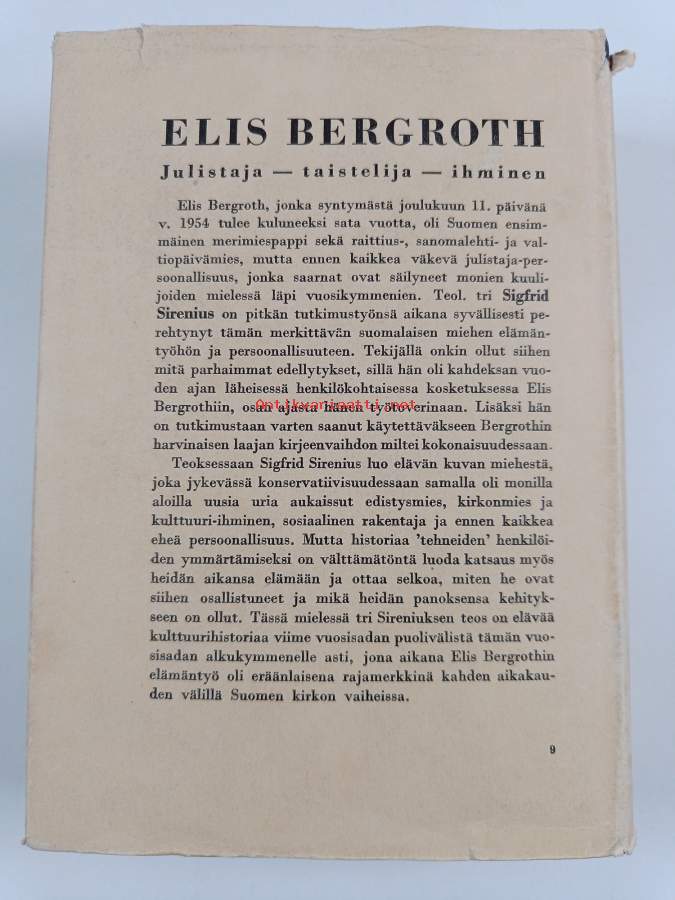 ELIS BERGROTH
Julistaja — taistelija — ihminen
Elis Bergroth, jonka syntymästä joulukuun 11. päivänä
v. 1954 tulee kuluneeksi sata vuotta, oli Suomen ensim-
mäinen merimiespappi sekä raittius-, sanomalehti- ja val-
tiopäivämies, mutta ennen kaikkea väkevä julistaja-per-
soonallisuus, jonka saarnat ovat säilyneet monien kuuli-
joiden mielessä läpi vuosikymmenien. Teol. tri Sigfrid
Sirenius on pitkän tutkimustyönsä aikana syvällisesti pe-
rehtynyt tämän merkittävän suomalaisen miehen elämän-
työhön ja persoonallisuuteen. Tekijällä onkin ollut siihen
mitä parhaimmat edellytykset, sillä hän oli kahdeksan vuo-
den ajan läheisessä henkilökohtaisessa kosketuksessa Elis
Bergrothiin, osan ajasta hänen työtoverinaan. Lisäksi hän
Antikvariaatti.net
on tutkimustaan varten saanut käytettäväkseen Bergrothin
harvinaisen laajan kirjeenvaihdon miltei kokonaisuudessaan.
Teoksessaan Sigfrid Sirenius luo elävän kuvan miehestä,
joka jykevässä konservatiivisuudessaan samalla oli monilla
aloilla uusia uria aukaissut edistysmies, kirkonmies ja
kulttuuri-ihminen, sosiaalinen rakentaja ja ennen kaikkea
eheä persoonallisuus. Mutta historiaa 'tehneiden' henkilöi-
den ymmärtämiseksi on välttämätöntä luoda katsaus myös
heidän aikansa elämään ja ottaa selkoa, miten he ovat
siihen osallistuneet ja mikä heidän panoksensa kehityk-
seen on ollut. Tässä mielessä tri Sireniuksen teos on elävää
kulttuurihistoriaa viime vuosisadan puolivälistä tämän vuo-
sisadan alkukymmenelle asti, jona aikana Elis Bergrothin
elämäntyö oli eräänlaisena rajamerkkinä kahden aikakau-
den välillä Suomen kirkon vaiheissa.
9